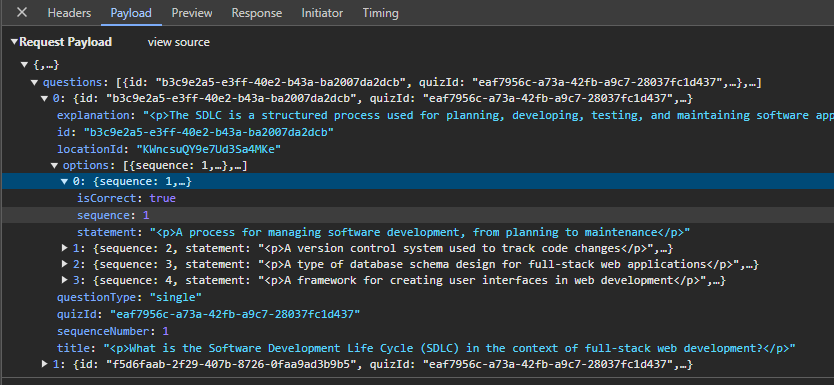 Headers Payload Preview Response Initiator Timing
Request Payload view source
{,…}
questions: [{id: "b3c9e2a5-e3ff-40e2-b43a-ba2007da2dcb", quizId: "eaf7956c-a73a-42fb-a9c7-28037fc1d437",…},…]
0: {id: "b3c9e2a5-e3ff-40e2-b43a-ba2007da2dcb", quizId: "eaf7956c-a73a-42fb-a9c7-28037fc1d437",…}
explanation: "<p>The SDLC is a structured process used for planning, developing, testing, and maintaining software app
id: "b3c9e2a5-e3ff-40e2-b43a-ba2007da2dcb"
locationId: "KWncsuQY9e7Ud3Sa4MKe"
options: [{sequence: 1,…},…]
0: {sequence: 1,…}
isCorrect: true
sequence: 1
statement: "<p>A process for managing software development, from planning to maintenance</p>"
1: {sequence: 2, statement: "<p>A version control system used to track code changes</p>",…}
2: {sequence: 3, statement: "<p>A type of database schema design for full-stack web applications</p>",…}
3: {sequence: 4, statement: "<p>A framework for creating user interfaces in web development</p>",…}
questionType: "single"
quizId: "eaf7956c-a73a-42fb-a9c7-28037fc1d437"
sequenceNumber: 1
title: "<p>What is the Software Development Life Cycle (SDLC) in the context of full-stack web development?</p>"
1: {id: "f5d6faab-2f29-407b-8726-0faa9ad3b9b5", quizId: "eaf7956c-a73a-42fb-a9c7-28037fc1d437",…}